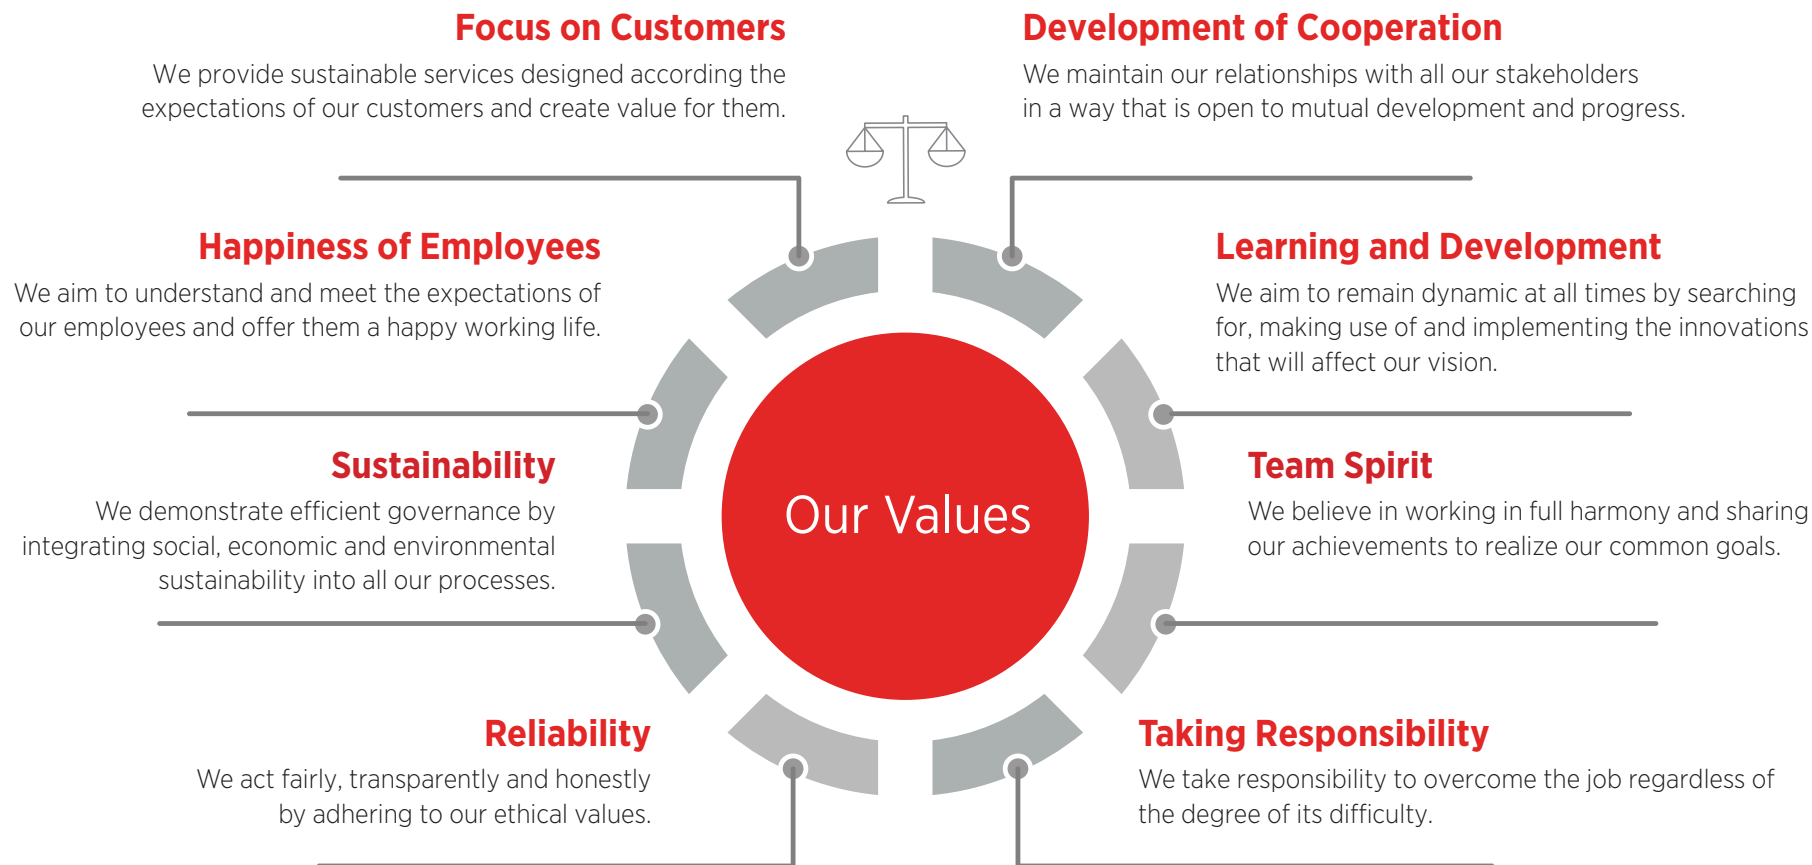 Focus on Customers
We provide sustainable services designed according the
expectations of our customers and create value for them.
Development of Cooperation
We maintain our relationships with all our stakeholders
in a way that is open to mutual development and progress.
Happiness of Employees
We aim to understand and meet the expectations of
our employees and offer them a happy working life.
Learning and Development
We aim to remain dynamic at all times by searching
for, making use of and implementing the innovations
that will affect our vision.
Sustainability
We demonstrate efficient governance by
integrating social, economic and environmental
sustainability into all our processes.
Our Values
Team Spirit
We believe in working in full harmony and sharing
our achievements to realize our common goals.
Reliability
We act fairly, transparently and honestly
by adhering to our ethical values.
Taking Responsibility
We take responsibility to overcome the job regardless of
the degree of its difficulty.